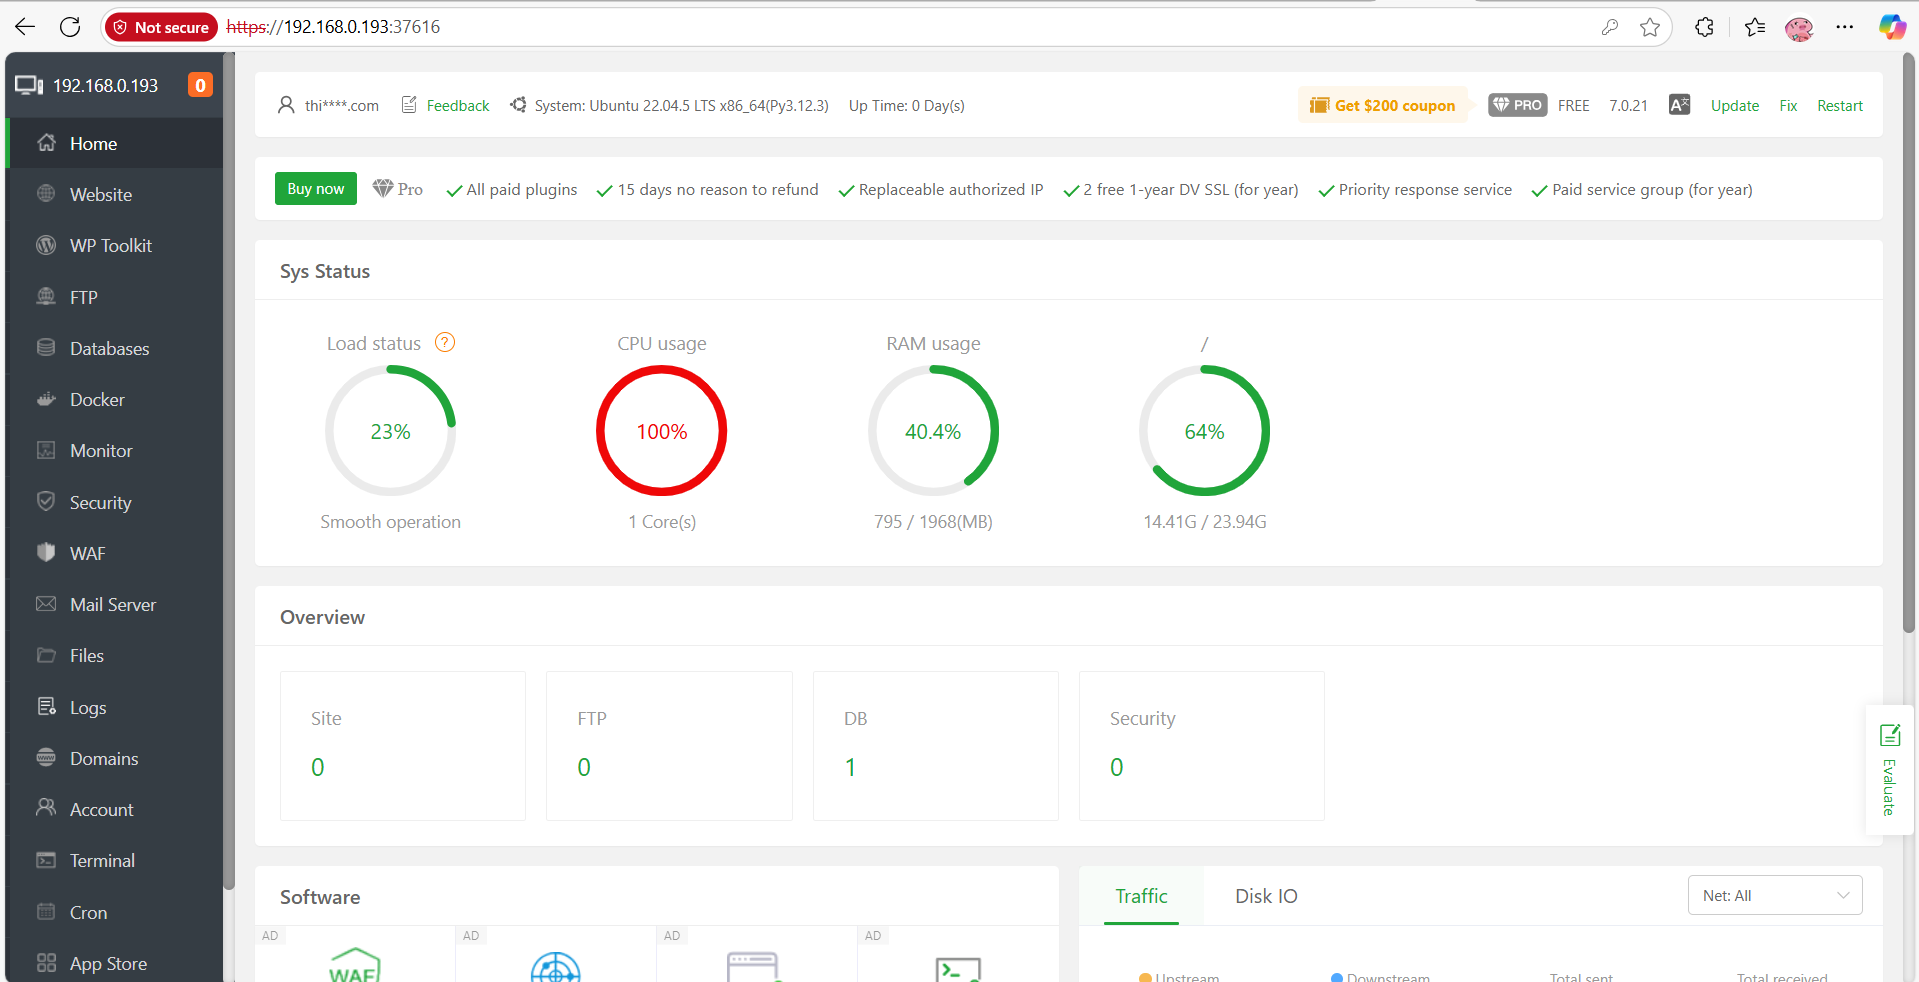 Not secure https://192.168.0.193:37616
192.168.0.193 0
Home
Website
WP Toolkit
FTP
Databases
Docker
Monitor
Security
WAF
Mail Server
Files
Logs
Domains
Account
Terminal
Cron
App Store
thi****.com Feedback System: Ubuntu 22.04.5 LTS x86_64(Py3.12.3) Up Time: 0 Day(s) Get $200 coupon PRO FREE 7.0.21 Update Fix Restart
Buy now Pro All paid plugins 15 days no reason to refund Replaceable authorized IP 2 free 1-year DV SSL (for year) Priority response service Paid service group (for year)
Sys Status
Load status ? CPU usage RAM usage /
23% 100% 40.4% 64%
Smooth operation 1 Core(s) 795 / 1968(MB) 14.41G / 23.94G
Overview
Site FTP DB Security
0 0 1 0
Evaluate
Software
AD AD AD AD
WAF
Traffic Disk IO Net: All
Upstream Downstream Total sent Total received